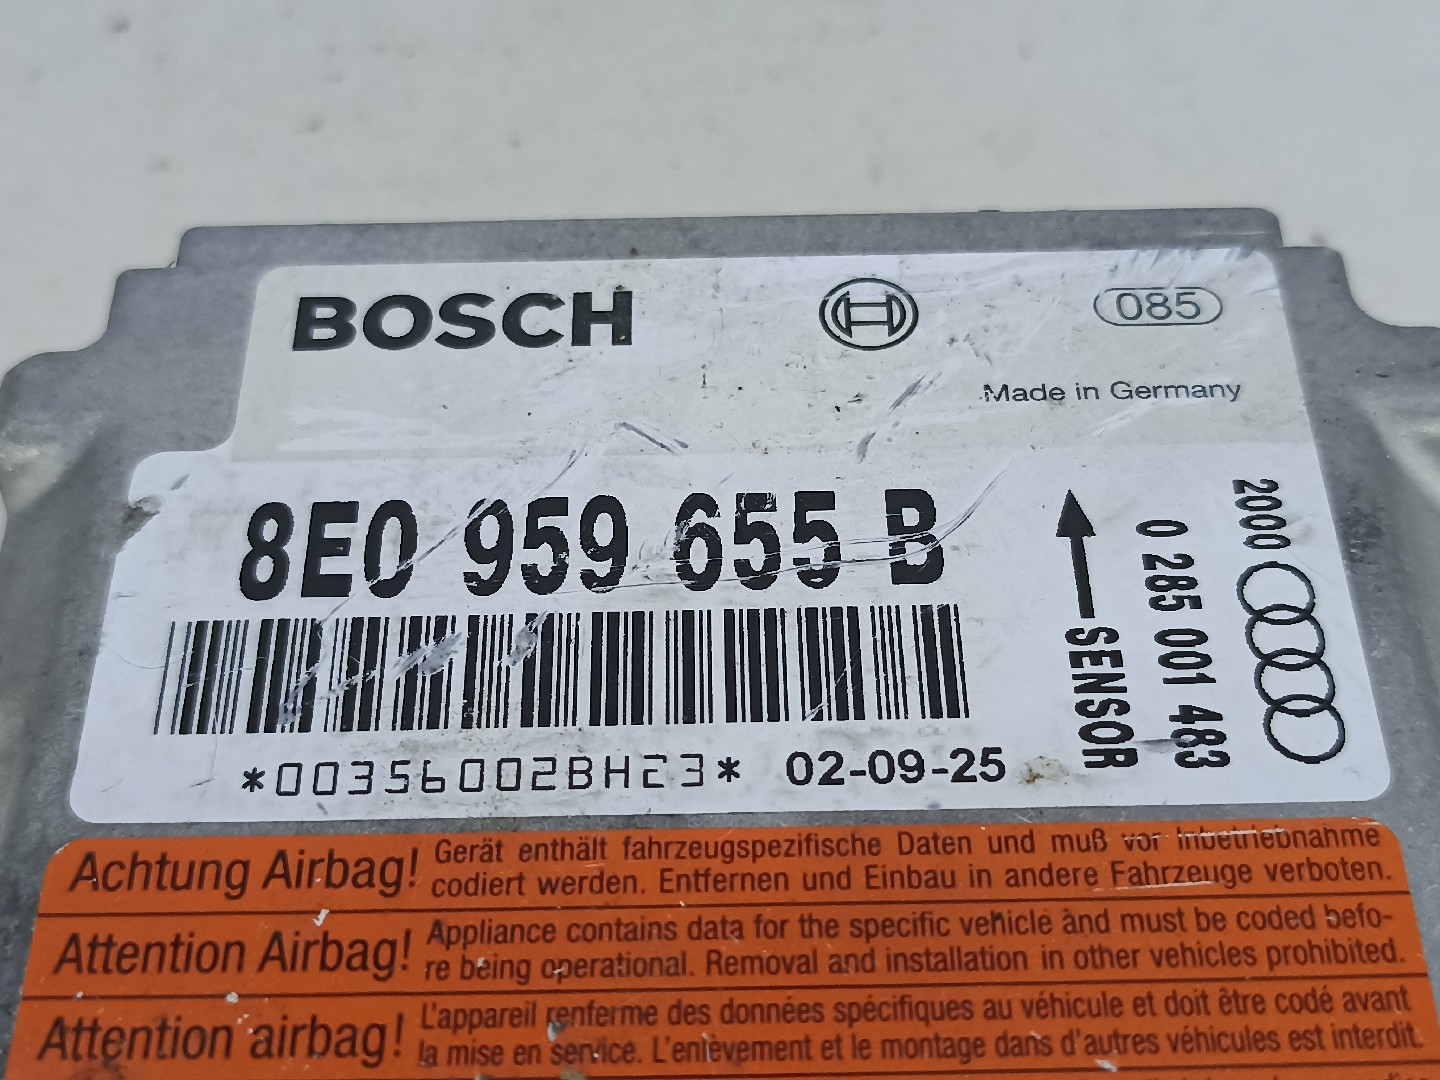 BOSCH
085
Made in Germany
8E0 959 655 B
*00356002BHE3* 02-09-25
SENSOR
0 285 001 483
2000
Achtung Airbag! Gerät enthält fahrzeugspezifische Daten und muß vor Inbetriebnahme
codiert werden. Entfernen und Einbau in andere Fahrzeuge verboten.
Attention Airbag! Appliance contains data for the specific vehicle and must be coded befo-
re being operational. Removal and installation in other vehicles prohibited.
Attention airbag! L'appareil renferme des données spécifiques au véhicule et doit être codé avant
la mise en service. L'enlèvement et le montage dans d'autres véhicules est interdit.